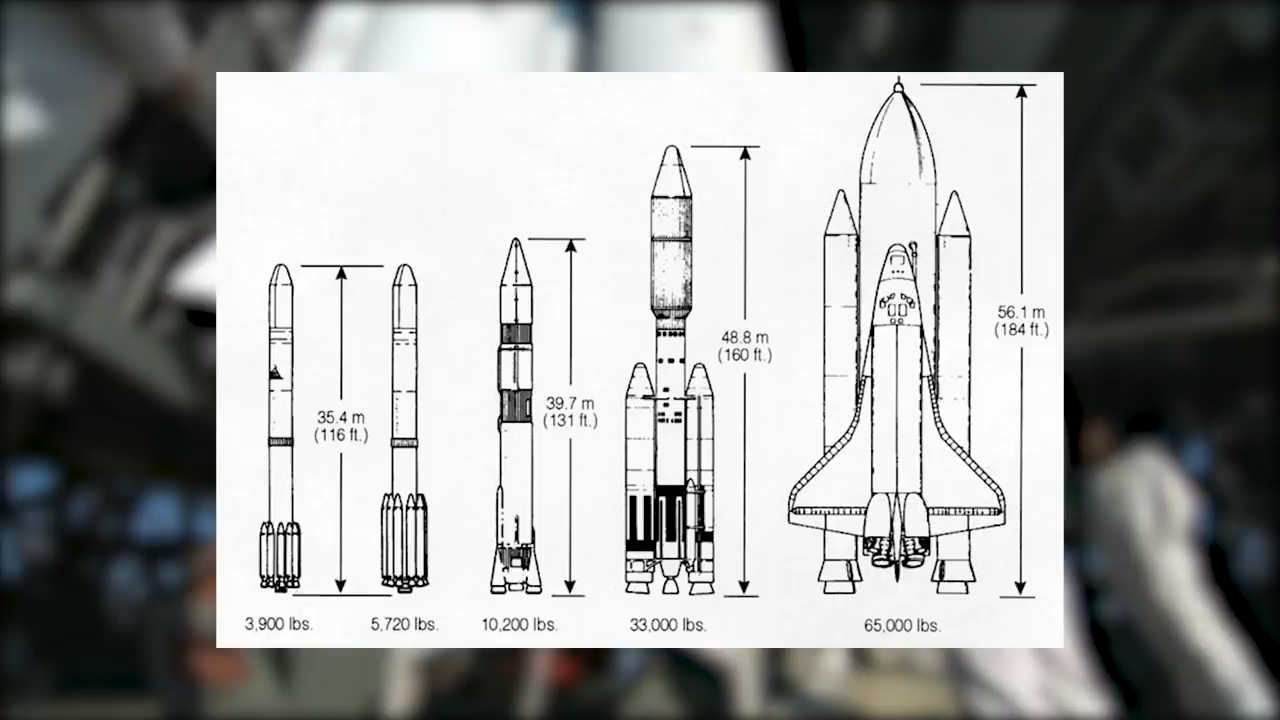 56.1 m
(184 ft.)
48.8 m
(160 ft.)
39.7 m
(131 ft.)
35.4 m
(116 ft.)
3,900 lbs.
5,720 lbs.
10,200 lbs.
33,000 lbs.
65,000 lbs.